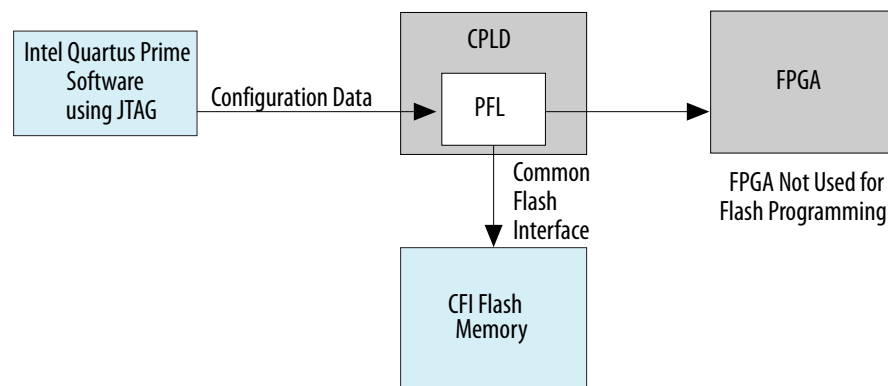 Intel Quartus Prime
Software
using JTAG
Configuration Data
CPLD
PFL
FPGA
FPGA Not Used for
Flash Programming
Common
Flash
Interface
CFI Flash
Memory